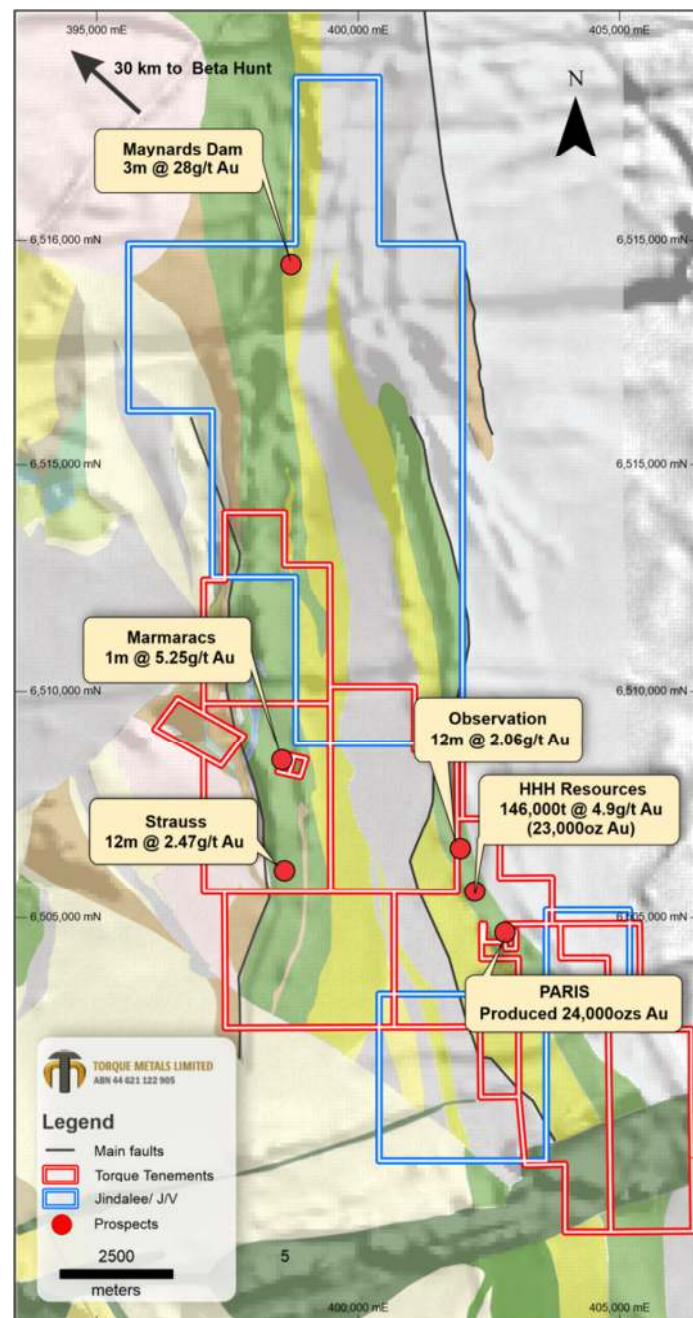 395,000 mE
400,000 mE
405,000 mE
30 km to Beta Hunt
N
Maynards Dam
3m @ 28g/t Au
6,516,000 mN
6,515,000 mN
6,515,000 mN
6,515,000 mN
Marmaracs
1m @ 5.25g/t Au
6,510,000 mN
6,510,000 mN
Observation
12m @ 2.06g/t Au
HHH Resources
146,000t @ 4.9g/t Au
(23,000oz Au)
Strauss
12m @ 2.47g/t Au
6,505,000 mN
6,505,000 mN
PARIS
Produced 24,000ozs Au
TORQUE METALS LIMITED
ABN 44 621 122 905
Legend
Main faults
Torque Tenements
Jindalee/ J/V
Prospects
2500
5
meters
400,000 mE
405,000 mE